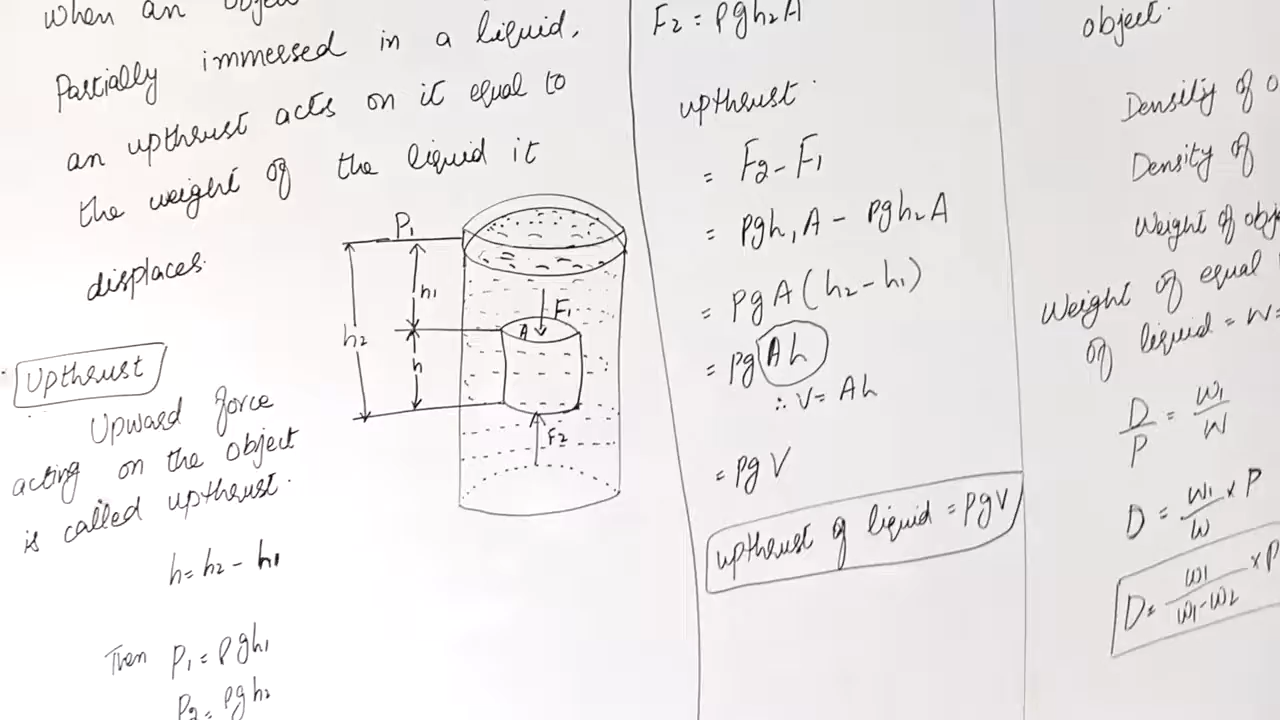 When an
Partially immersed in a liquid,
an upthrust acts on it equal to
the weight of the liquid it
displaces.
Upthrust
Upward force
acting on the object
is called upthrust.
h = h2 - h1
Then P1 = ρgh1
P2 = ρgh2
P1
h1
h2
h
F1
A
A
F2
F2 = ρgh2A
upthrust
= F2 - F1
= ρgh1A - ρgh2A
= ρgA (h2 - h1)
= ρg Ah
∴ V = Ah
= ρg V
upthrust of liquid = ρgV
object.
Density of
Density of
Weight of obje
Weight of equal
of liquid = W =
D/ρ = W1/W
D = W1/W × ρ
D = W1/W1-W2 × ρ